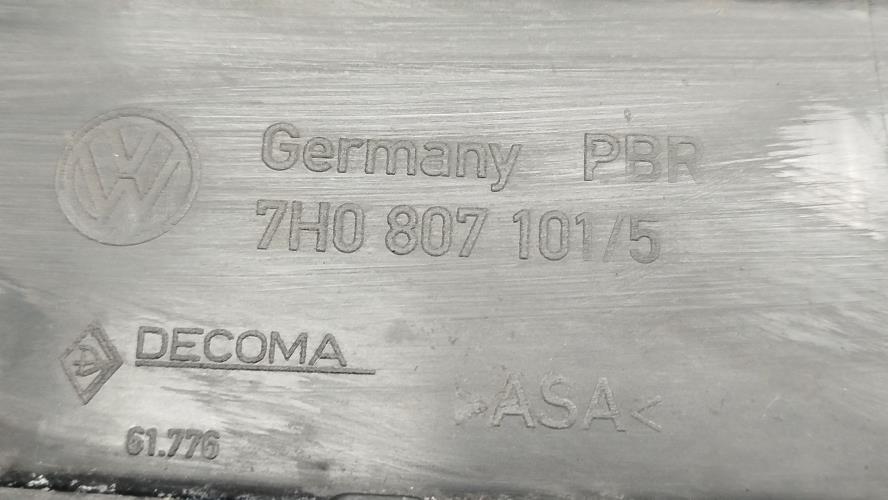 Germany PBR
7H0 807 101/5
DECOMA
>ASA<
61.776